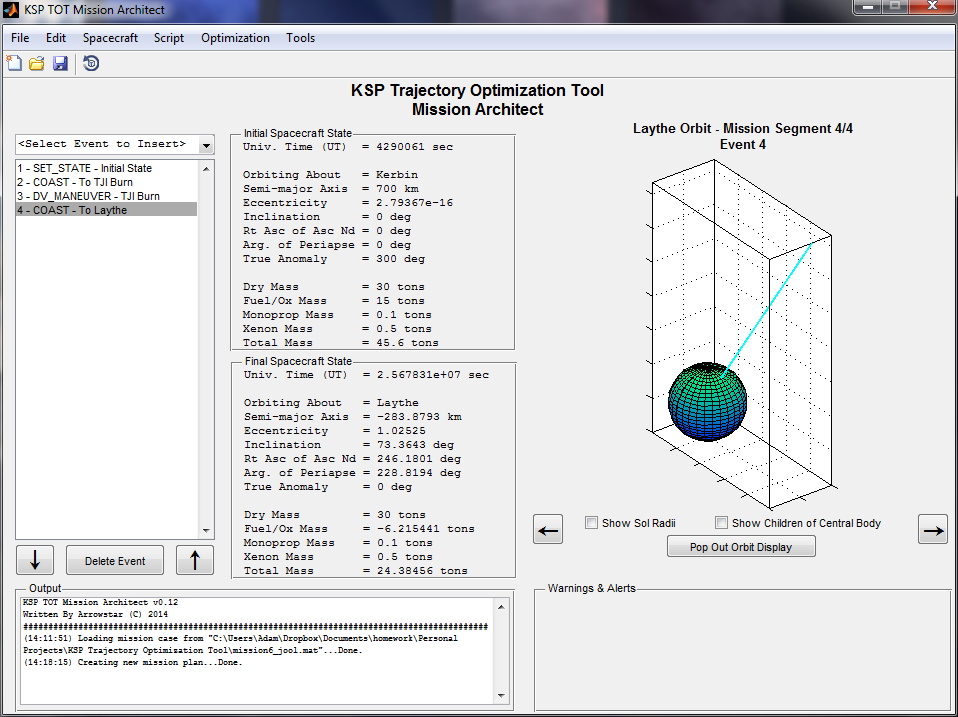 KSP TOT Mission Architect
File Edit Spacecraft Script Optimization Tools
KSP Trajectory Optimization Tool
Mission Architect
<Select Event to Insert>
1 - SET_STATE - Initial State
2 - COAST - To TJI Burn
3 - DV_MANEUVER - TJI Burn
4 - COAST - To Laythe
Delete Event
Initial Spacecraft State
Univ. Time (UT) = 4290061 sec
Orbiting About = Kerbin
Semi-major Axis = 700 km
Eccentricity = 2.79367e-16
Inclination = 0 deg
Rt Asc of Asc Nd = 0 deg
Arg. of Periapse = 0 deg
True Anomaly = 300 deg
Dry Mass = 30 tons
Fuel/Ox Mass = 15 tons
Monoprop Mass = 0.1 tons
Xenon Mass = 0.5 tons
Total Mass = 45.6 tons
Final Spacecraft State
Univ. Time (UT) = 2.567831e+07 sec
Orbiting About = Laythe
Semi-major Axis = -283.8793 km
Eccentricity = 1.02525
Inclination = 73.3643 deg
Rt Asc of Asc Nd = 246.1801 deg
Arg. of Periapse = 228.8194 deg
True Anomaly = 0 deg
Dry Mass = 30 tons
Fuel/Ox Mass = -6.215441 tons
Monoprop Mass = 0.1 tons
Xenon Mass = 0.5 tons
Total Mass = 24.38456 tons
Laythe Orbit - Mission Segment 4/4
Event 4
Show Sol Radii
Show Children of Central Body
Pop Out Orbit Display
Output
KSP TOT Mission Architect v0.12
Written By Arrowstar (C) 2014
(14:11:51) Loading mission case from "C:\Users\Adam\Dropbox\Documents\homework\Personal
Projects\KSP Trajectory Optimization Tool\mission6_jool.mat"...Done.
(14:18:15) Creating new mission plan...Done.
Warnings & Alerts